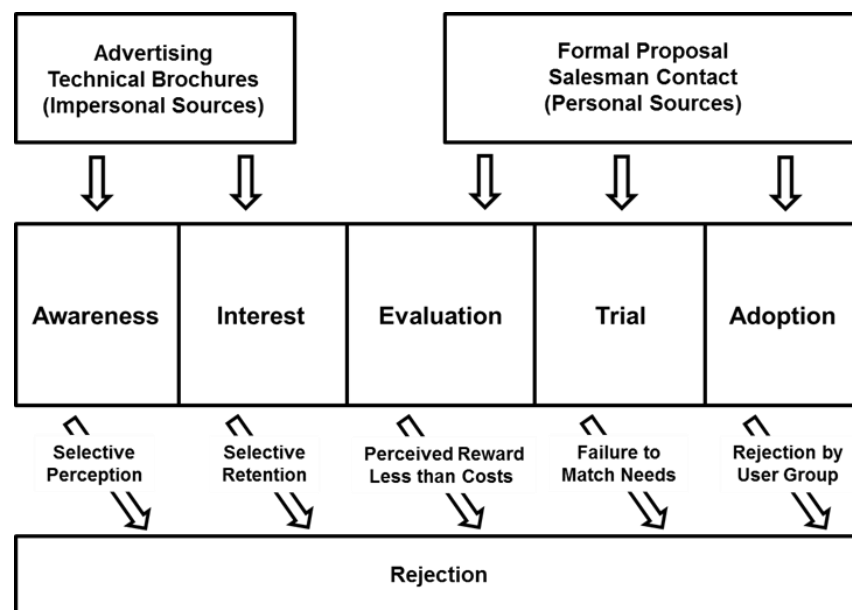 Advertising
Technical Brochures
(Impersonal Sources)
Formal Proposal
Salesman Contact
(Personal Sources)
Awareness
Interest
Evaluation
Trial
Adoption
Selective
Perception
Selective
Retention
Perceived Reward
Less than Costs
Failure to
Match Needs
Rejection by
User Group
Rejection